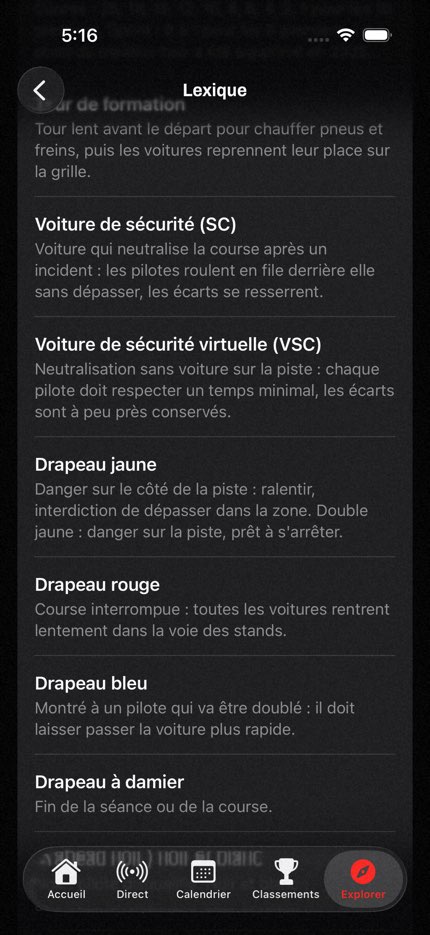 5:16
Lexique
Tour de formation
Tour lent avant le départ pour chauffer pneus et
freins, puis les voitures reprennent leur place sur
la grille.
Voiture de sécurité (SC)
Voiture qui neutralise la course après un
incident : les pilotes roulent en file derrière elle
sans dépasser, les écarts se resserrent.
Voiture de sécurité virtuelle (VSC)
Neutralisation sans voiture sur la piste : chaque
pilote doit respecter un temps minimal, les écarts
sont à peu près conservés.
Drapeau jaune
Danger sur le côté de la piste : ralentir,
interdiction de dépasser dans la zone. Double
jaune : danger sur la piste, prêt à s'arrêter.
Drapeau rouge
Course interrompue : toutes les voitures rentrent
lentement dans la voie des stands.
Drapeau bleu
Montré à un pilote qui va être doublé : il doit
laisser passer la voiture plus rapide.
Drapeau à damier
Fin de la séance ou de la course.
Accueil
Direct
Calendrier
Classements
Explorer